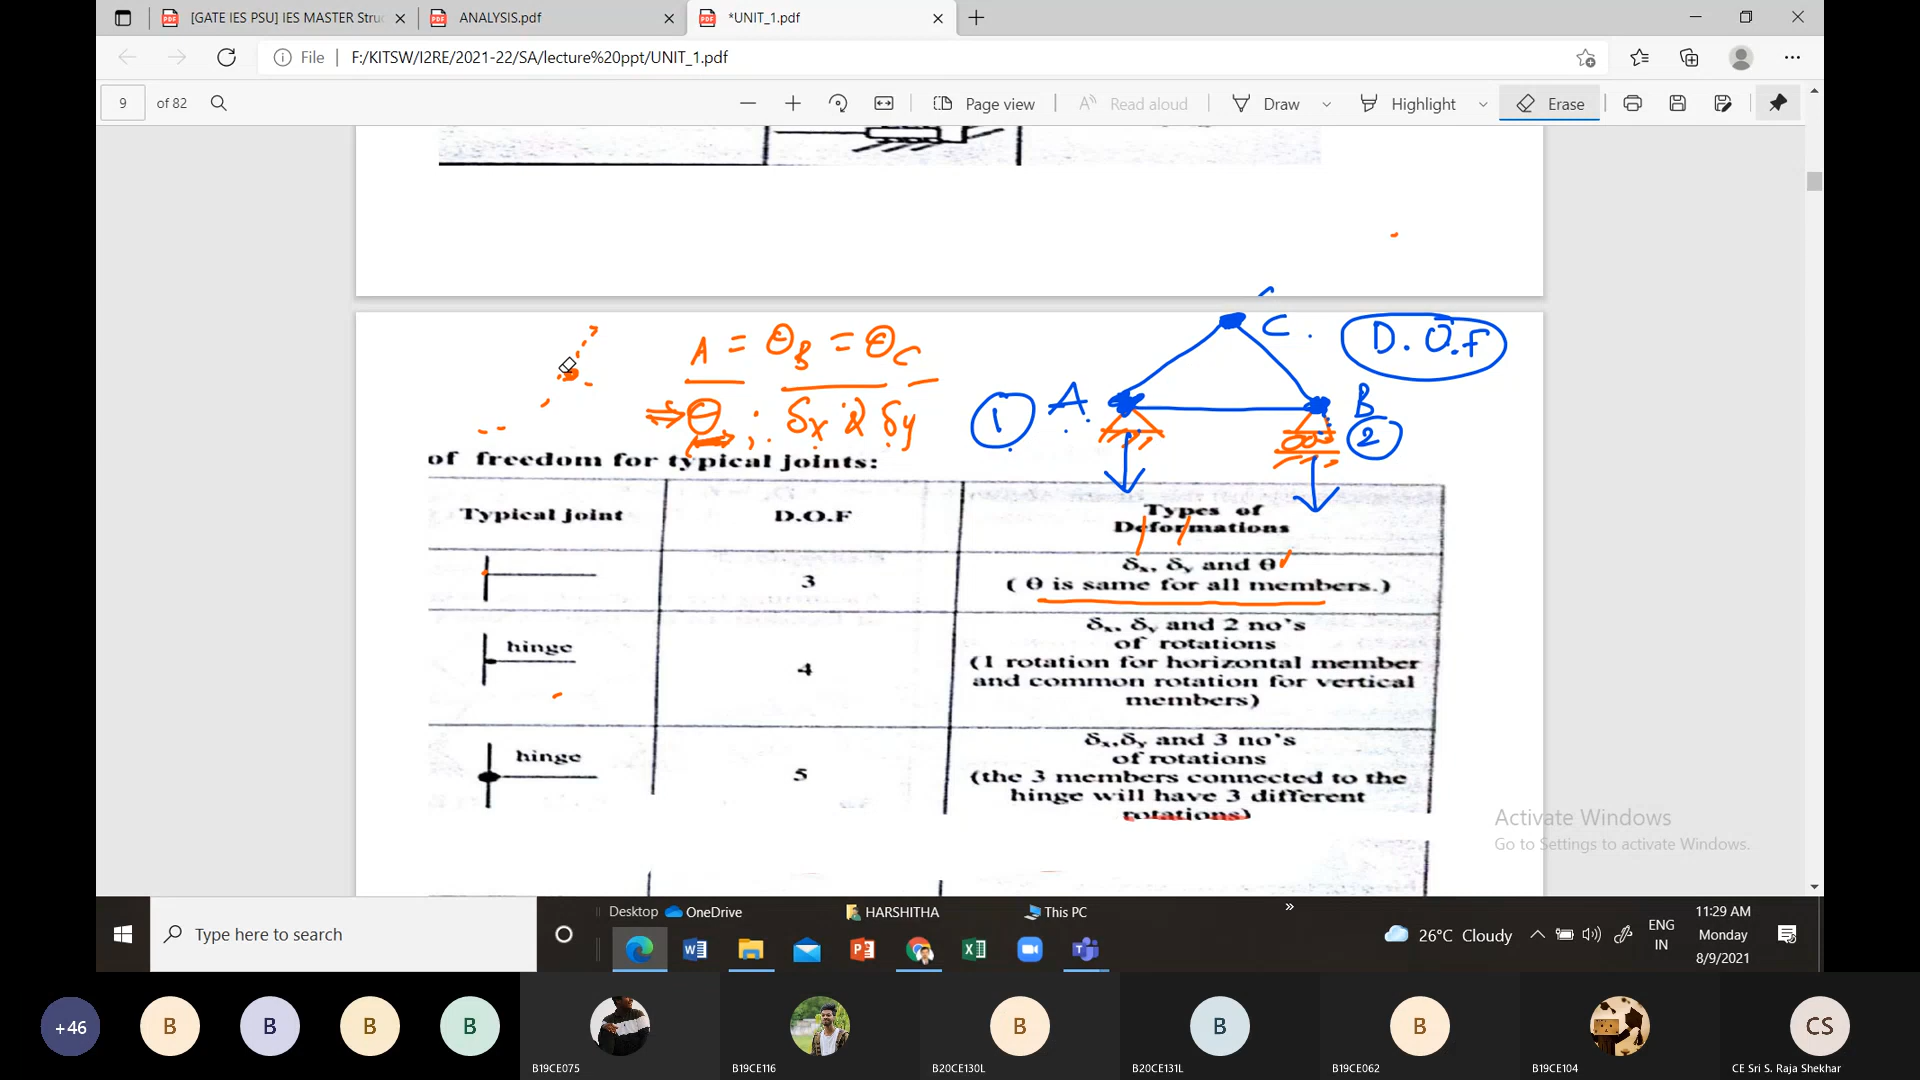 [GATE IES PSU] IES MASTER Stru
ANALYSIS.pdf
*UNIT_1.pdf
File
F:/KITSW/I2RE/2021-22/SA/lecture%20ppt/UNIT_1.pdf
9 of 82
Page view
Read aloud
Draw
Highlight
Erase
A = θB = θC
⇒ θ ; δx & δy
C.
D.O.F
1 A
B
2
of freedom for typical joints:
Typical joint
D.O.F
Types of
Deformations
3
δx, δy and θ
( θ is same for all members.)
hinge
4
δx, δy and 2 no's
of rotations
(1 rotation for horizontal member
and common rotation for vertical
members)
hinge
5
δx,δy and 3 no's
of rotations
(the 3 members connected to the
hinge will have 3 different
rotations)
Activate Windows
Go to Settings to activate Windows.
Type here to search
Desktop
OneDrive
HARSHITHA
This PC
»
26°C Cloudy
ENG
IN
11:29 AM
Monday
8/9/2021
+46
B
B
B
B
B
B
B
CS
B19CE075
B19CE116
B20CE130L
B20CE131L
B19CE062
B19CE104
CE Sri S. Raja Shekhar